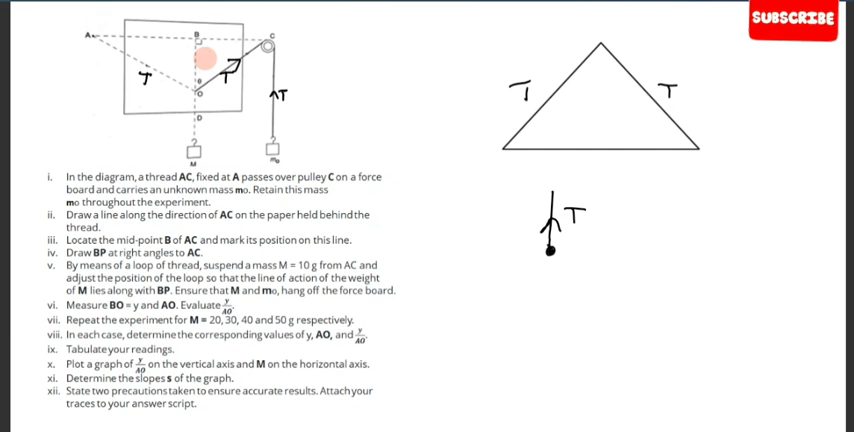 SUBSCRIBE
A
B
C
T
θ
T
O
T
D
M
mo
T
T
T
i. In the diagram, a thread AC, fixed at A passes over pulley C on a force
board and carries an unknown mass mo. Retain this mass
mo throughout the experiment.
ii. Draw a line along the direction of AC on the paper held behind the
thread.
iii. Locate the mid-point B of AC and mark its position on this line.
iv. Draw BP at right angles to AC.
v. By means of a loop of thread, suspend a mass M = 10 g from AC and
adjust the position of the loop so that the line of action of the weight
of M lies along with BP. Ensure that M and mo, hang off the force board.
vi. Measure BO = y and AO. Evaluate y/AO.
vii. Repeat the experiment for M = 20, 30, 40 and 50 g respectively.
viii. In each case, determine the corresponding values of y, AO, and y/AO.
ix. Tabulate your readings.
x. Plot a graph of y/AO on the vertical axis and M on the horizontal axis.
xi. Determine the slopes s of the graph.
xii. State two precautions taken to ensure accurate results. Attach your
traces to your answer script.